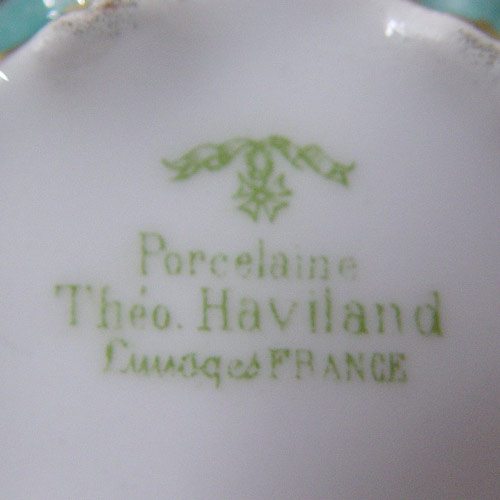 Porcelaine
Théo. Haviland
Limoges FRANCE